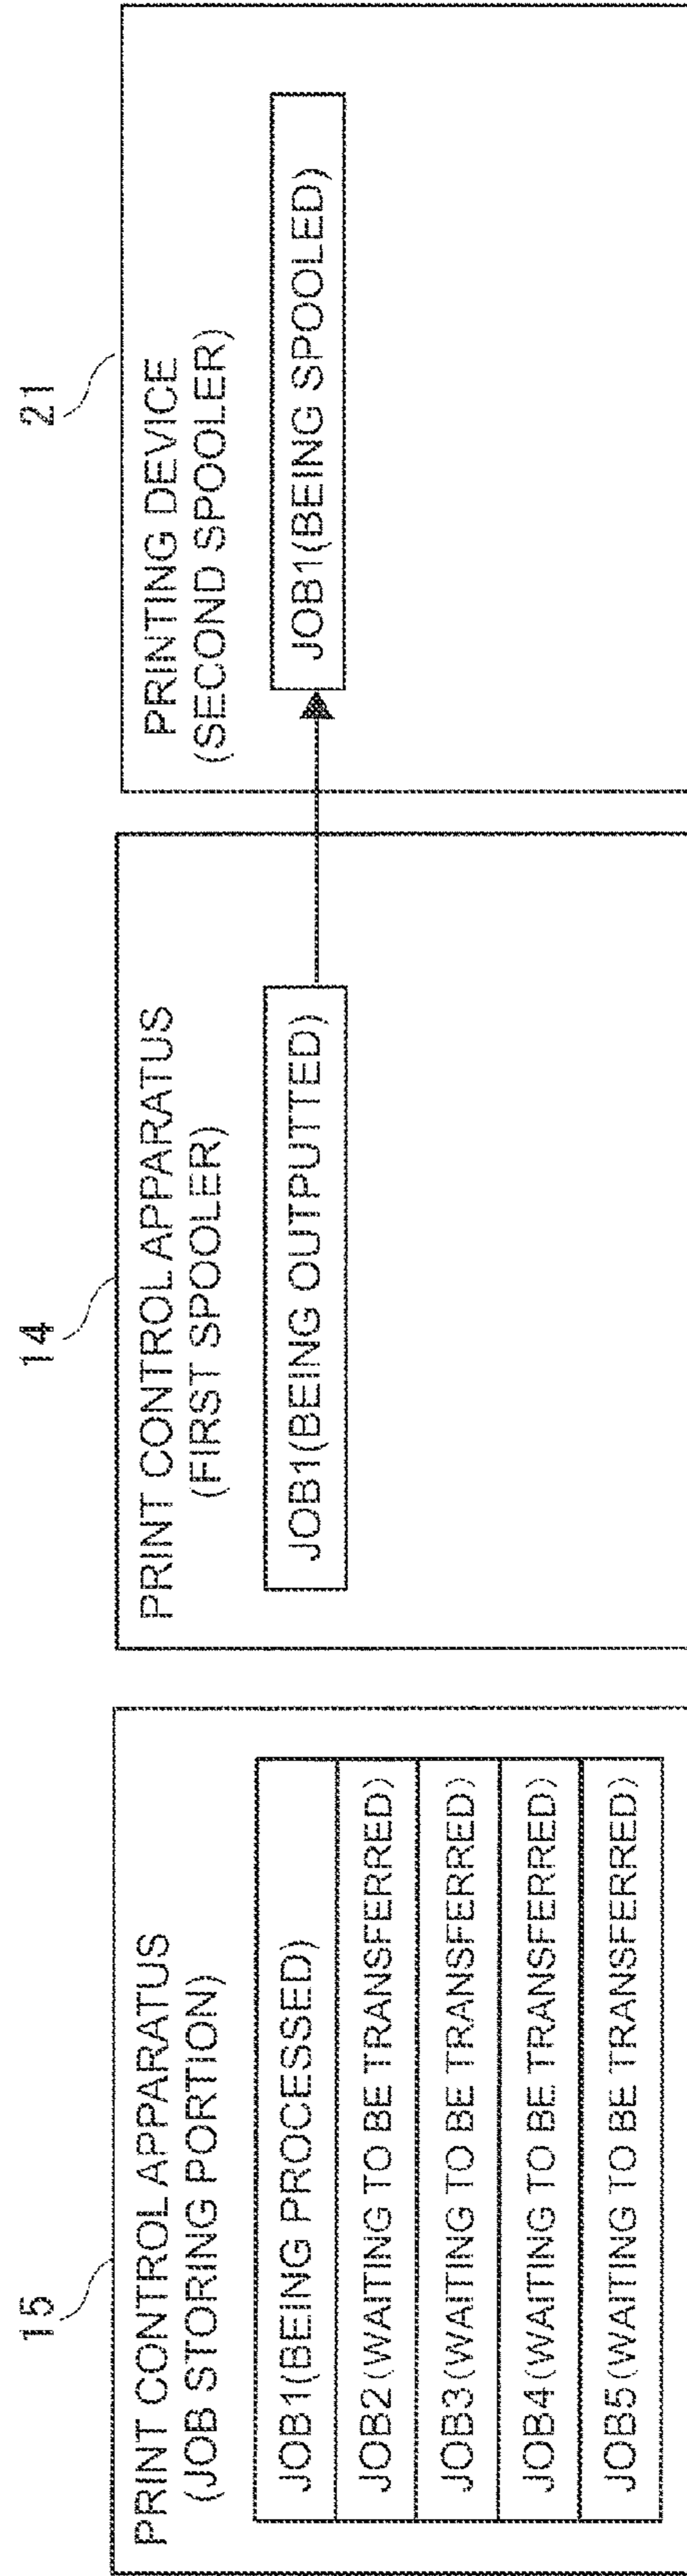 15
PRINT CONTROL APPARATUS
(JOB STORING PORTION)
JOB1(BEING PROCESSED)
JOB2(WAITING TO BE TRANSFERRED)
JOB3(WAITING TO BE TRANSFERRED)
JOB4(WAITING TO BE TRANSFERRED)
JOB5(WAITING TO BE TRANSFERRED)
14
PRINT CONTROL APPARATUS
(FIRST SPOOLER)
JOB1(BEING OUTPUTTED)
21
PRINTING DEVICE
(SECOND SPOOLER)
JOB1(BEING SPOOLED)